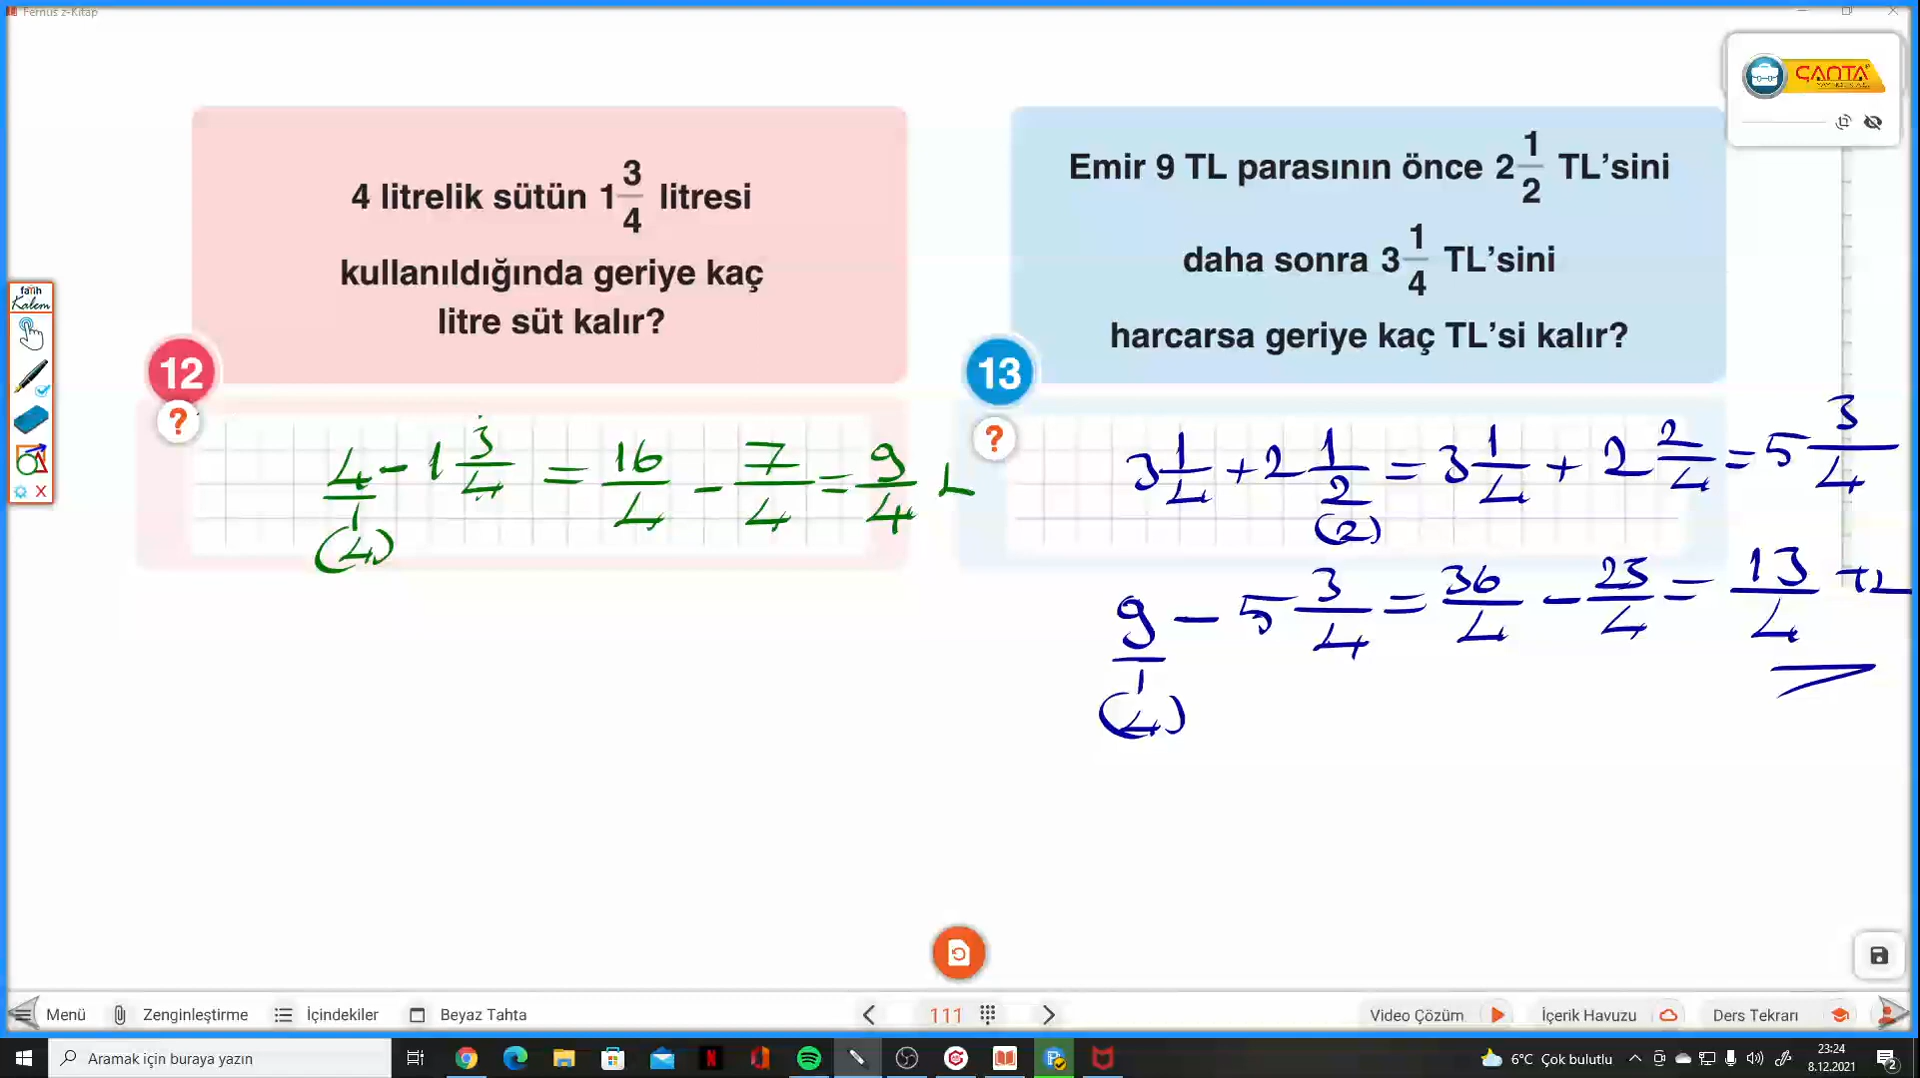 Fernus z-Kitap
ÇANTA
4 litrelik sütün 1 3/4 litresi
kullanıldığında geriye kaç
litre süt kalır?
12
?
4/1 (4) - 1 3/4 = 16/4 - 7/4 = 9/4 L
Emir 9 TL parasının önce 2 1/2 TL'sini
daha sonra 3 1/4 TL'sini
harcarsa geriye kaç TL'si kalır?
13
?
3 1/4 + 2 1/2 (2) = 3 1/4 + 2 2/4 = 5 3/4
9/1 (4) - 5 3/4 = 36/4 - 23/4 = 13/4 TL
fatih
Kalem
Menü
Zenginleştirme
İçindekiler
Beyaz Tahta
111
Video Çözüm
İçerik Havuzu
Ders Tekrarı
Aramak için buraya yazın
6°C Çok bulutlu
23:24
8.12.2021
2